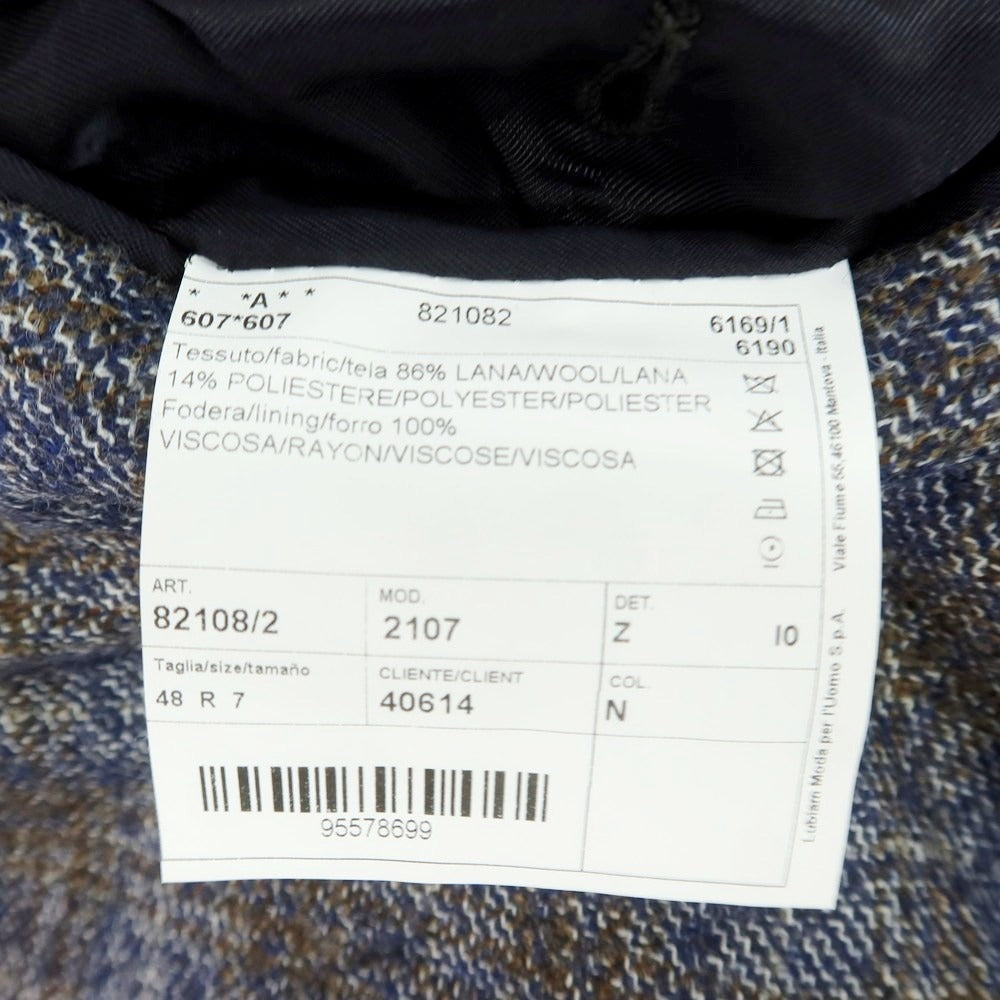 * *A * *
607*607
821082
6169/1
6190
Tessuto/fabric/tela 86% LANA/WOOL/LANA
14% POLIESTERE/POLYESTER/POLIESTER
Fodera/lining/forro 100%
VISCOSA/RAYON/VISCOSE/VISCOSA
ART.
82108/2
MOD.
2107
DET.
Z 10
Taglia/size/tamaño
48 R 7
CLIENTE/CLIENT
40614
COL.
N
95578699
Lubiam Moda per l'Uomo S.p.A. Viale Fiume 55,46100 Mantova - Italia